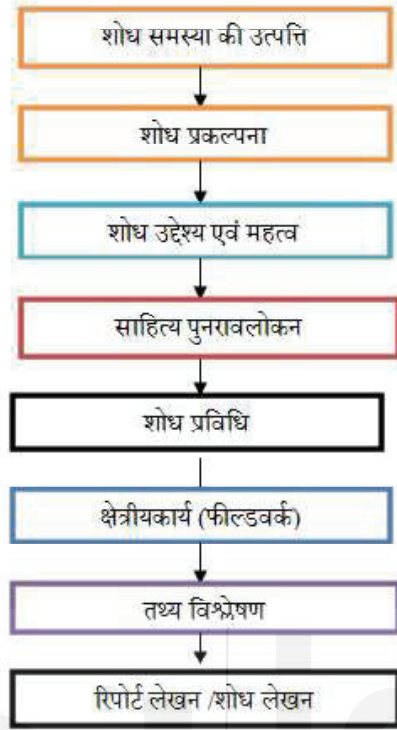 शोध समस्या की उत्पत्ति
शोध प्रकल्पना
शोध उद्देश्य एवं महत्व
साहित्य पुनरावलोकन
शोध प्रविधि
क्षेत्रीयकार्य (फील्डवर्क)
तथ्य विश्लेषण
रिपोर्ट लेखन /शोध लेखन